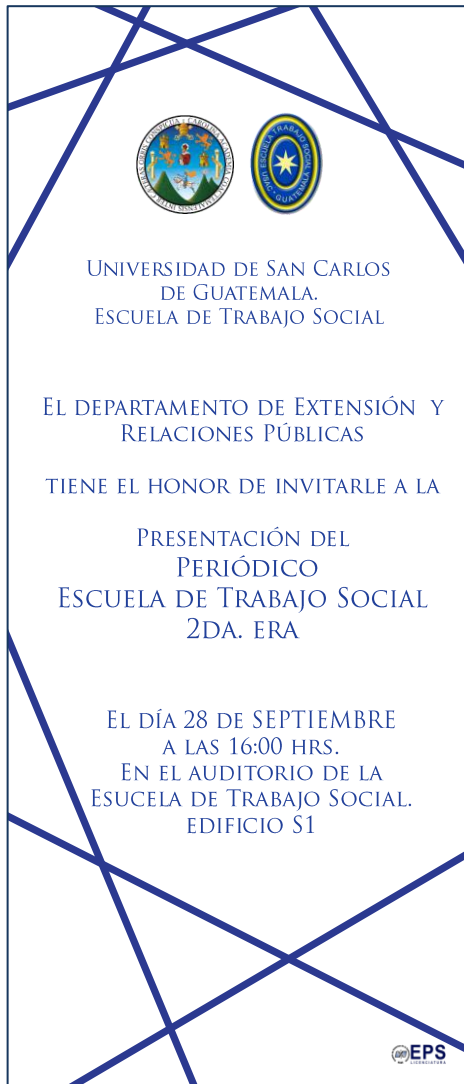 UNIVERSIDAD DE SAN CARLOS
DE GUATEMALA.
ESCUELA DE TRABAJO SOCIAL
EL DEPARTAMENTO DE EXTENSIÓN Y
RELACIONES PÚBLICAS
TIENE EL HONOR DE INVITARLE A LA
PRESENTACIÓN DEL
PERIÓDICO
ESCUELA DE TRABAJO SOCIAL
2DA. ERA
EL DÍA 28 DE SEPTIEMBRE
A LAS 16:00 HRS.
EN EL AUDITORIO DE LA
ESUCELA DE TRABAJO SOCIAL.
EDIFICIO S1
EPS
LICENCIATURA